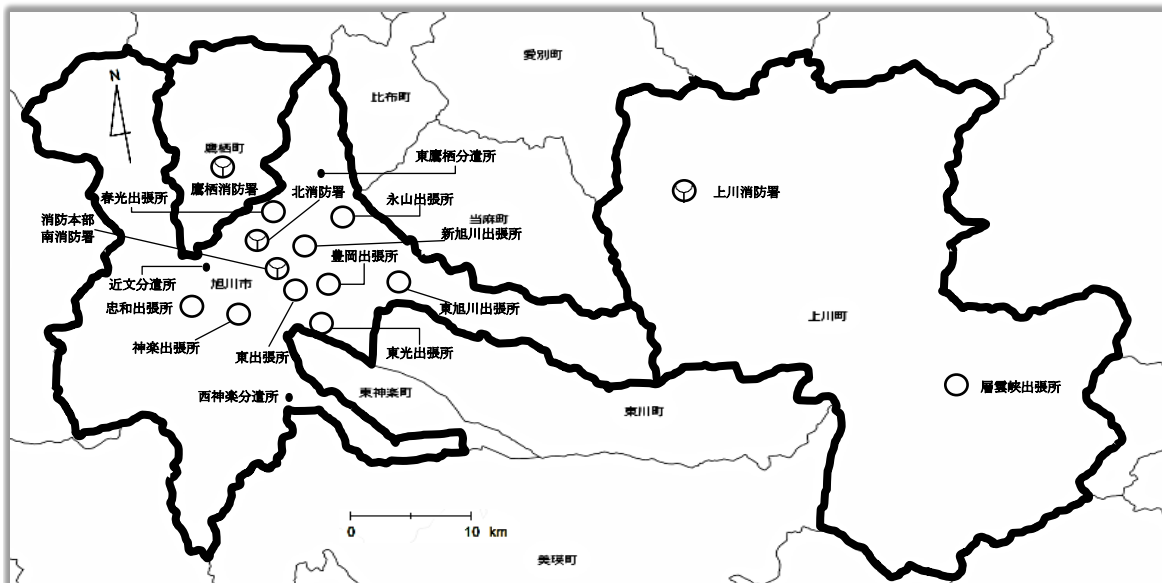 愛別町
N
比布町
鷹栖町
東鷹栖分遣所
鷹栖消防署
北消防署
上川消防署
春光出張所
永山出張所
消防本部
南消防署
当麻町
新旭川出張所
豊岡出張所
近文分遣所
旭川市
忠和出張所
東旭川出張所
上川町
神楽出張所
東出張所
東光出張所
層雲峡出張所
西神楽分遣所
東神楽町
東川町
0 10 km
美瑛町